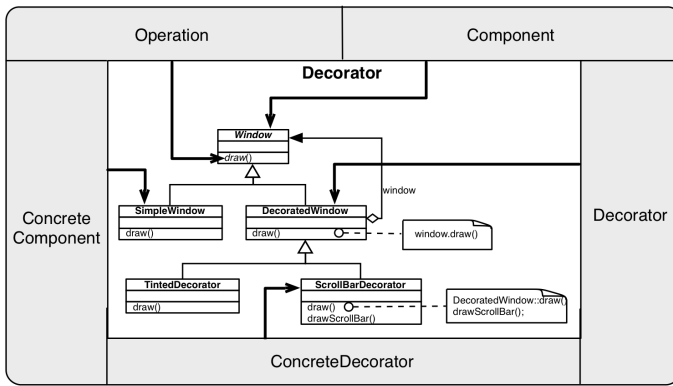 Operation
Component
Decorator
Window
draw()
window
SimpleWindow
draw()
DecoratedWindow
draw()
window.draw()
Concrete
Component
Decorator
TintedDecorator
draw()
ScrollBarDecorator
draw()
drawScrollBar()
DecoratedWindow::draw()
drawScrollBar();
ConcreteDecorator